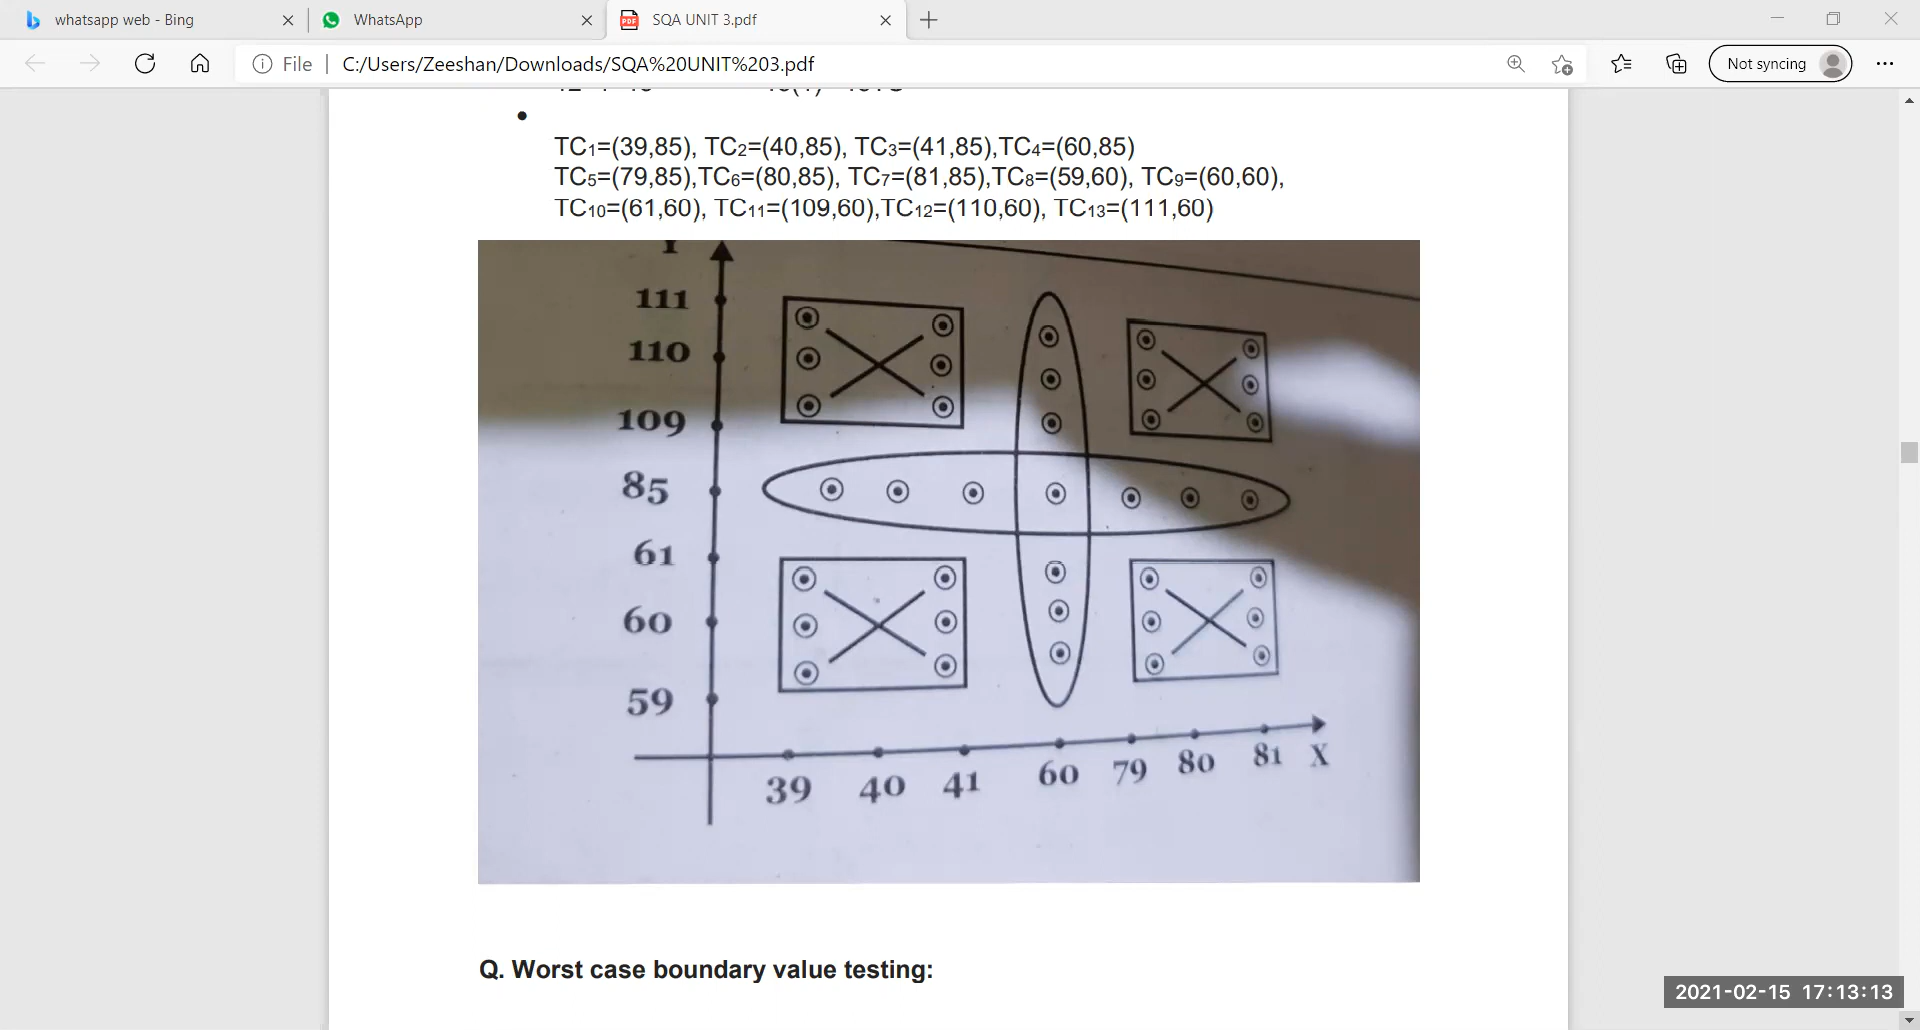 whatsapp web - Bing
WhatsApp
SQA UNIT 3.pdf
File
C:/Users/Zeeshan/Downloads/SQA%20UNIT%203.pdf
Not syncing
TC1=(39,85), TC2=(40,85), TC3=(41,85),TC4=(60,85)
TC5=(79,85),TC6=(80,85), TC7=(81,85),TC8=(59,60), TC9=(60,60),
TC10=(61,60), TC11=(109,60),TC12=(110,60), TC13=(111,60)
Y
111
110
109
85
61
60
59
39 40 41 60 79 80 81 X
Q. Worst case boundary value testing:
2021-02-15 17:13:13